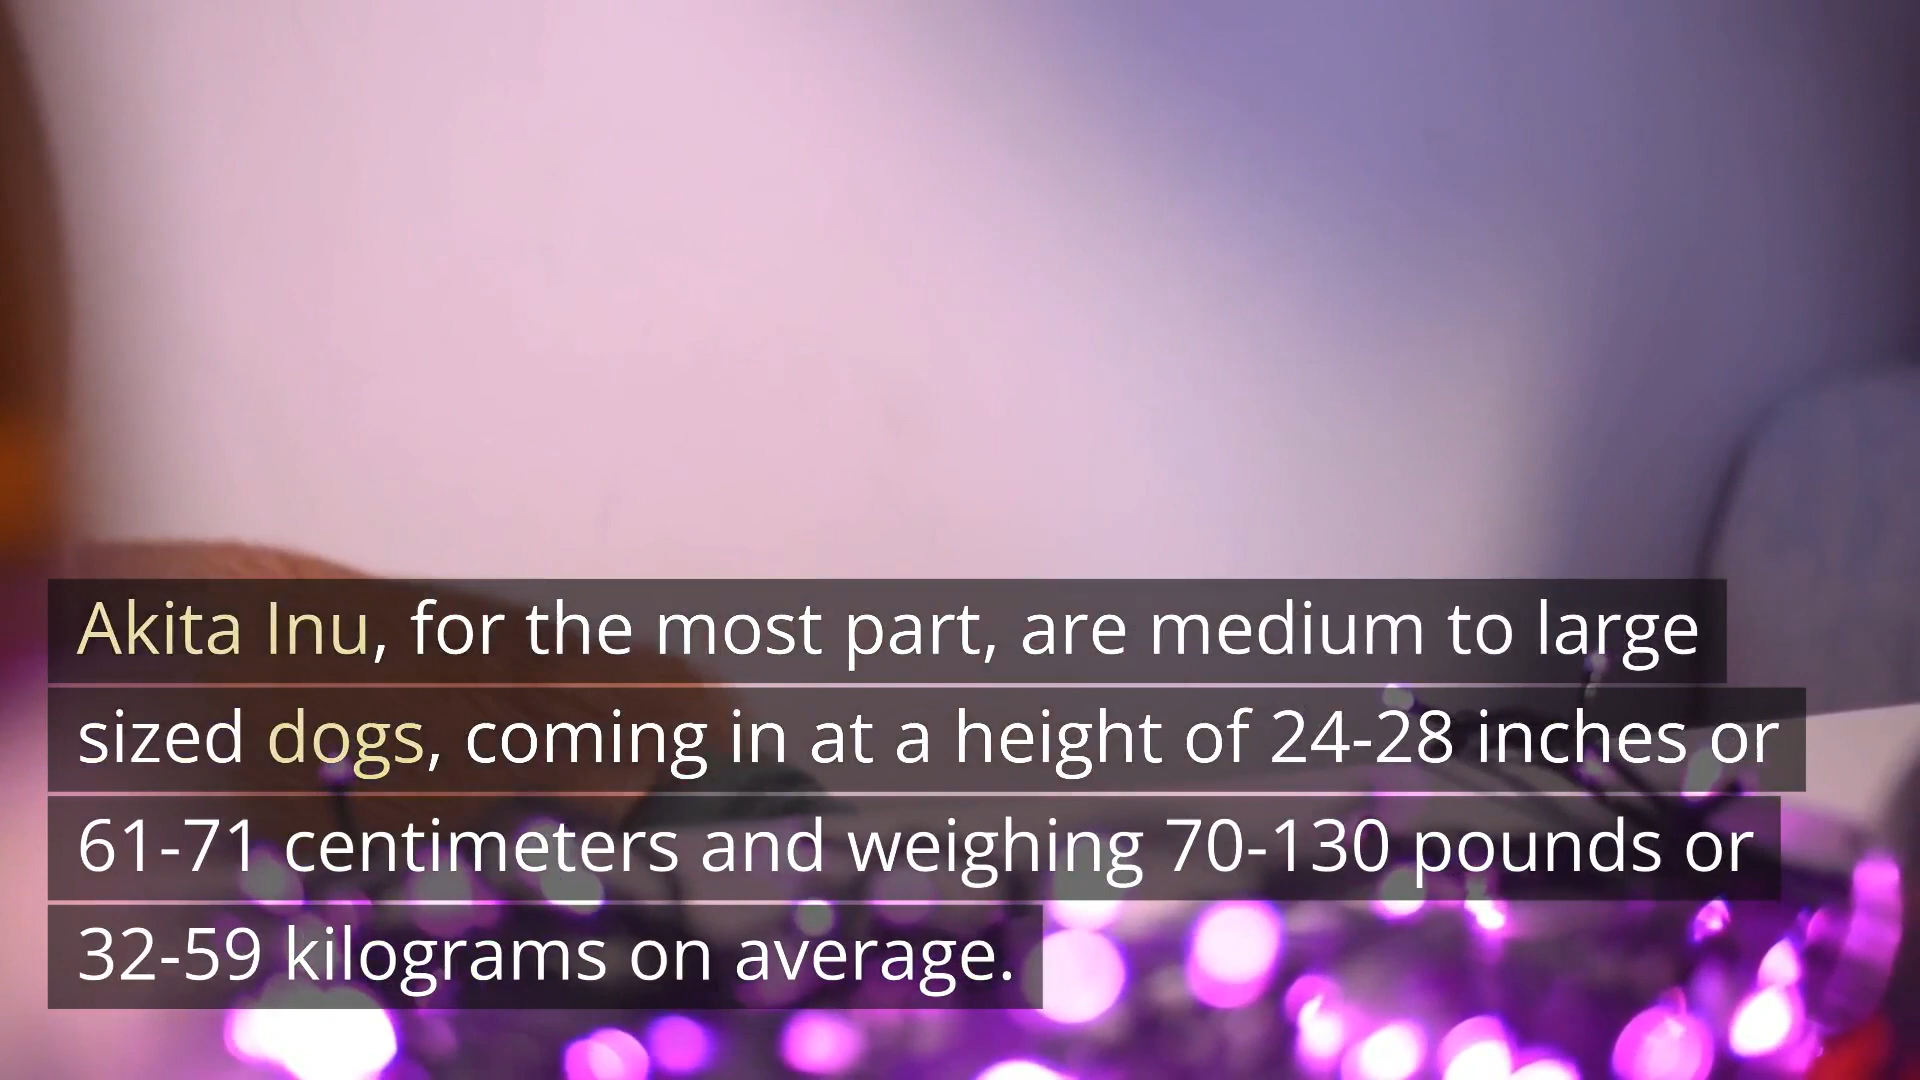 Akita Inu, for the most part, are medium to large
sized dogs, coming in at a height of 24-28 inches or
61-71 centimeters and weighing 70-130 pounds or
32-59 kilograms on average.